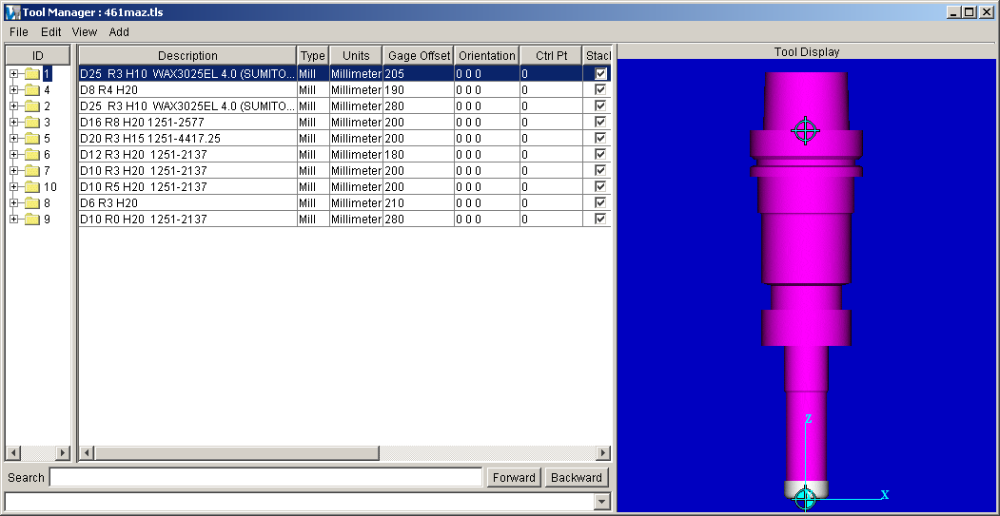 Tool Manager : 461maz.tls
File Edit View Add
ID Description Type Units Gage Offset Orientation Ctrl Pt Stacl Tool Display
1 D25 R3 H10 WAX3025EL 4.0 (SUMITO... Mill Millimeter 205 0 0 0 0
4 D8 R4 H20 Mill Millimeter 190 0 0 0 0
2 D25 R3 H10 WAX3025EL 4.0 (SUMITO... Mill Millimeter 280 0 0 0 0
3 D16 R8 H20 1251-2577 Mill Millimeter 200 0 0 0 0
5 D20 R3 H15 1251-4417.25 Mill Millimeter 200 0 0 0 0
6 D12 R3 H20 1251-2137 Mill Millimeter 180 0 0 0 0
7 D10 R3 H20 1251-2137 Mill Millimeter 200 0 0 0 0
10 D10 R5 H20 1251-2137 Mill Millimeter 200 0 0 0 0
8 D6 R3 H20 Mill Millimeter 210 0 0 0 0
9 D10 R0 H20 1251-2137 Mill Millimeter 280 0 0 0 0
Z
X
Search Forward Backward